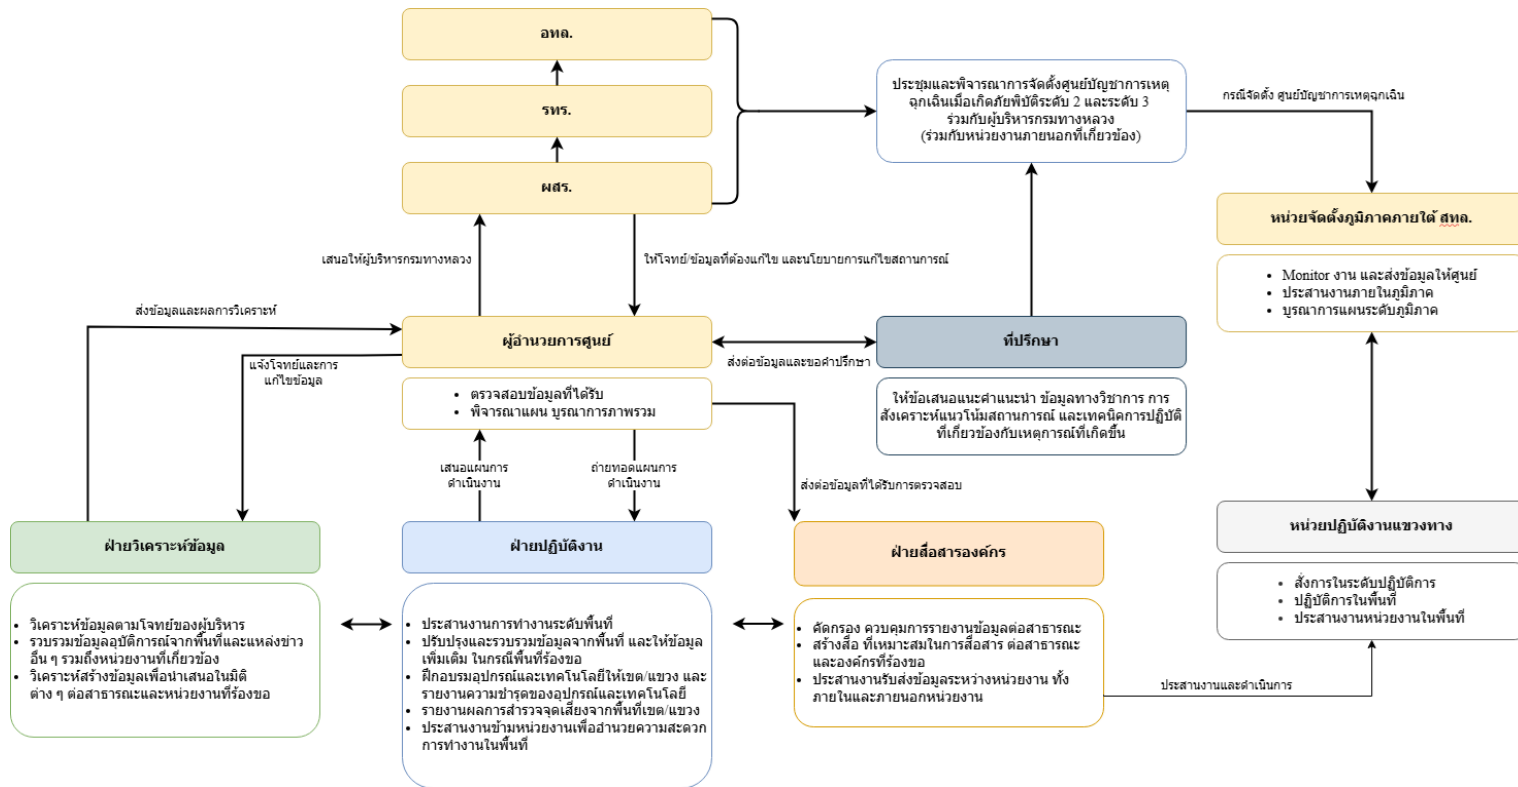 อทล.
รทร.
ผสร.
ประชุมและพิจารณาการจัดตั้งศูนย์บัญชาการเหตุ
ฉุกเฉินเมื่อเกิดภัยพิบัติระดับ 2 และระดับ 3
ร่วมกับผู้บริหารกรมทางหลวง
(ร่วมกับหน่วยงานภายนอกที่เกี่ยวข้อง)
กรณีจัดตั้ง ศูนย์บัญชาการเหตุฉุกเฉิน
หน่วยจัดตั้งภูมิภาคภายใต้ สทล.
• Monitor งาน และส่งข้อมูลให้ศูนย์
• ประสานงานภายในภูมิภาค
• บูรณาการแผนระดับภูมิภาค
เสนอให้ผู้บริหารกรมทางหลวง
ให้โจทย์/ข้อมูลที่ต้องแก้ไข และนโยบายการแก้ไขสถานการณ์
ส่งข้อมูลและผลการวิเคราะห์
แจ้งโจทย์และการ
แก้ไขข้อมูล
ผู้อำนวยการศูนย์
• ตรวจสอบข้อมูลที่ได้รับ
• พิจารณาแผน บูรณาการภาพรวม
ส่งต่อข้อมูลและขอคำปรึกษา
ที่ปรึกษา
ให้ข้อเสนอแนะคำแนะนำ ข้อมูลทางวิชาการ การ
สังเคราะห์แนวโน้มสถานการณ์ และเทคนิคการปฏิบัติ
ที่เกี่ยวข้องกับเหตุการณ์ที่เกิดขึ้น
เสนอแผนการ
ดำเนินงาน
ถ่ายทอดแผนการ
ดำเนินงาน
ส่งต่อข้อมูลที่ได้รับการตรวจสอบ
ฝ่ายวิเคราะห์ข้อมูล
• วิเคราะห์ข้อมูลตามโจทย์ของผู้บริหาร
• รวบรวมข้อมูลอุบัติการณ์จากพื้นที่และแหล่งข่าว
อื่น ๆ รวมถึงหน่วยงานที่เกี่ยวข้อง
• วิเคราะห์สร้างข้อมูลเพื่อนำเสนอในมิติ
ต่าง ๆ ต่อสาธารณะและหน่วยงานที่ร้องขอ
ฝ่ายปฏิบัติงาน
• ประสานงานการทำงานระดับพื้นที่
• ปรับปรุงและรวบรวมข้อมูลจากพื้นที่ และให้ข้อมูล
เพิ่มเติม ในกรณีพื้นที่ร้องขอ
• ฝึกอบรมอุปกรณ์และเทคโนโลยีให้เขต/แขวง และ
รายงานความชำรุดของอุปกรณ์และเทคโนโลยี
• รายงานผลการสำรวจจุดเสี่ยงจากพื้นที่เขต/แขวง
• ประสานงานข้ามหน่วยงานเพื่ออำนวยความสะดวก
การทำงานในพื้นที่
ฝ่ายสื่อสารองค์กร
• คัดกรอง ควบคุมการรายงานข้อมูลต่อสาธารณะ
• สร้างสื่อ ที่เหมาะสมในการสื่อสาร ต่อสาธารณะ
และองค์กรที่ร้องขอ
• ประสานงานรับส่งข้อมูลระหว่างหน่วยงาน ทั้ง
ภายในและภายนอกหน่วยงาน
ประสานงานและดำเนินการ
หน่วยปฏิบัติงานแขวงทาง
• สั่งการในระดับปฏิบัติการ
• ปฏิบัติการในพื้นที่
• ประสานงานหน่วยงานในพื้นที่